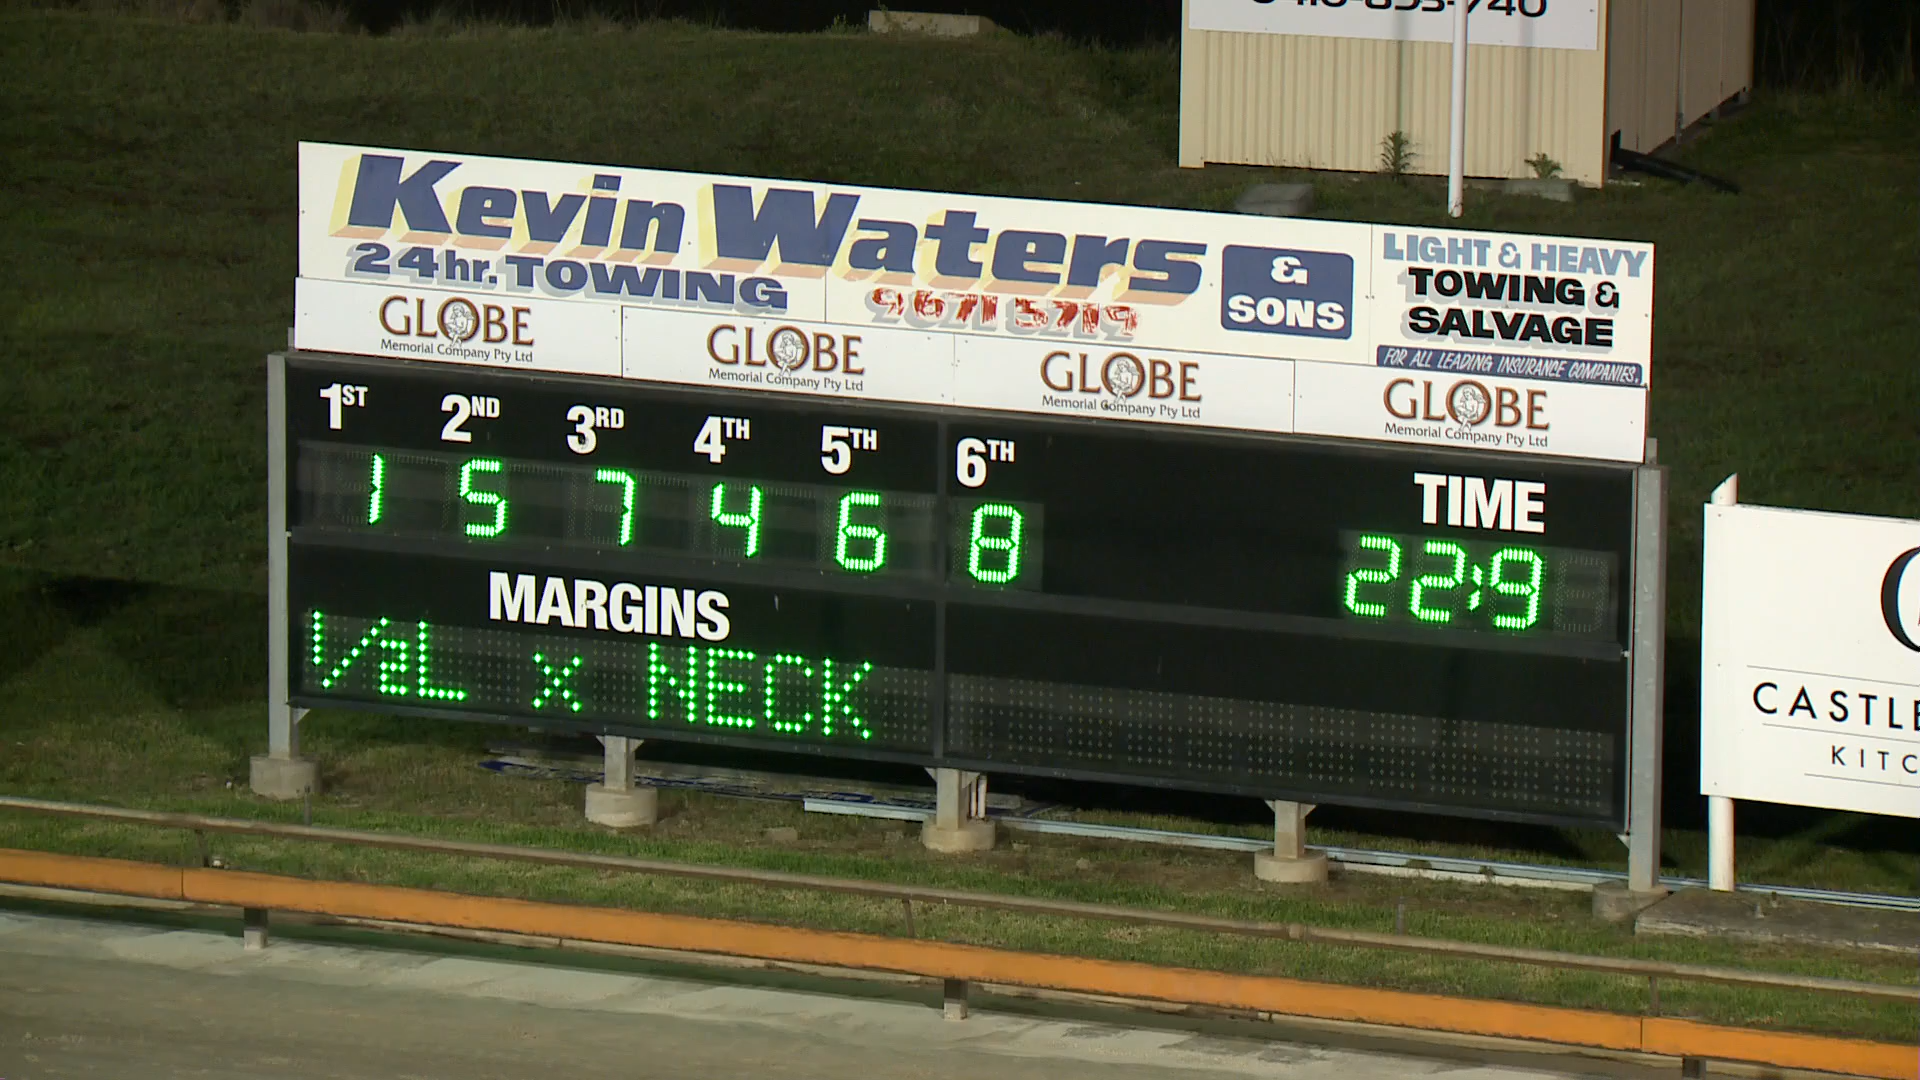 Kevin Waters
& SONS
24hr. TOWING
9671 5719
LIGHT & HEAVY
TOWING &
SALVAGE
FOR ALL LEADING INSURANCE COMPANIES.
GLOBE
Memorial Company Pty Ltd
GLOBE
Memorial Company Pty Ltd
GLOBE
Memorial Company Pty Ltd
GLOBE
Memorial Company Pty Ltd
1ST 2ND 3RD 4TH 5TH 6TH TIME
1 5 7 4 6 8 22:9
MARGINS
1/2L x NECK